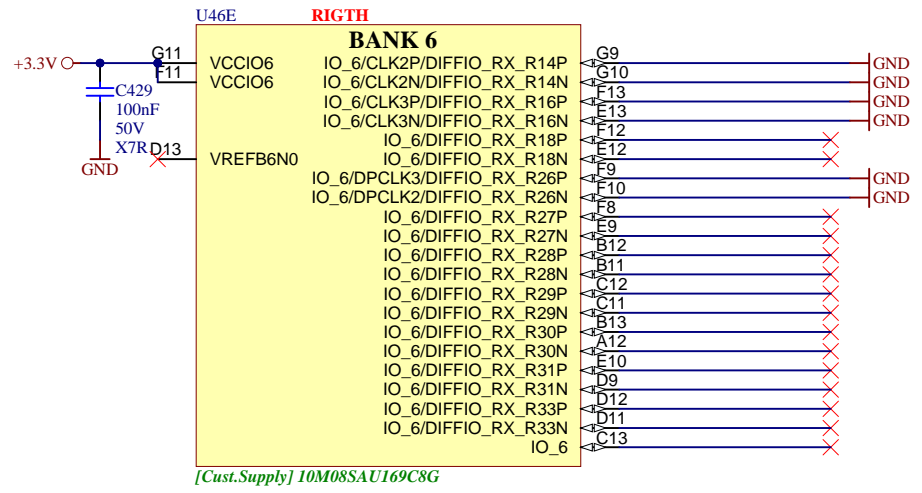 U46E RIGTH
BANK 6
+3.3V G11 VCCIO6 IO_6/CLK2P/DIFFIO_RX_R14P G9 GND
F11 VCCIO6 IO_6/CLK2N/DIFFIO_RX_R14N G10 GND
C429 IO_6/CLK3P/DIFFIO_RX_R16P F13 GND
100nF IO_6/CLK3N/DIFFIO_RX_R16N E13 GND
50V IO_6/DIFFIO_RX_R18P F12
X7R D13 VREFB6N0 IO_6/DIFFIO_RX_R18N E12
GND IO_6/DPCLK3/DIFFIO_RX_R26P F9 GND
IO_6/DPCLK2/DIFFIO_RX_R26N F10 GND
IO_6/DIFFIO_RX_R27P F8
IO_6/DIFFIO_RX_R27N E9
IO_6/DIFFIO_RX_R28P B12
IO_6/DIFFIO_RX_R28N B11
IO_6/DIFFIO_RX_R29P C12
IO_6/DIFFIO_RX_R29N C11
IO_6/DIFFIO_RX_R30P B13
IO_6/DIFFIO_RX_R30N A12
IO_6/DIFFIO_RX_R31P E10
IO_6/DIFFIO_RX_R31N D9
IO_6/DIFFIO_RX_R33P D12
IO_6/DIFFIO_RX_R33N D11
IO_6 C13
[Cust.Supply] 10M08SAU169C8G